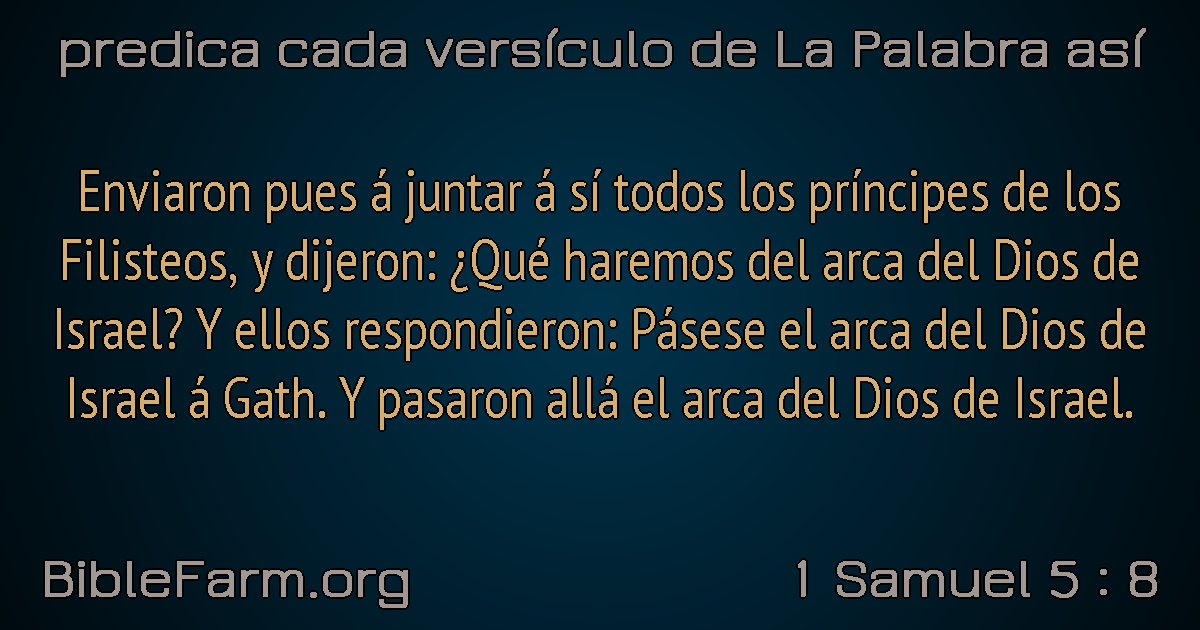 predica cada versículo de La Palabra así
Enviaron pues á juntar á sí todos los príncipes de los
Filisteos, y dijeron: ¿Qué haremos del arca del Dios de
Israel? Y ellos respondieron: Pásese el arca del Dios de
Israel á Gath. Y pasaron allá el arca del Dios de Israel.
BibleFarm.org
1 Samuel 5 : 8